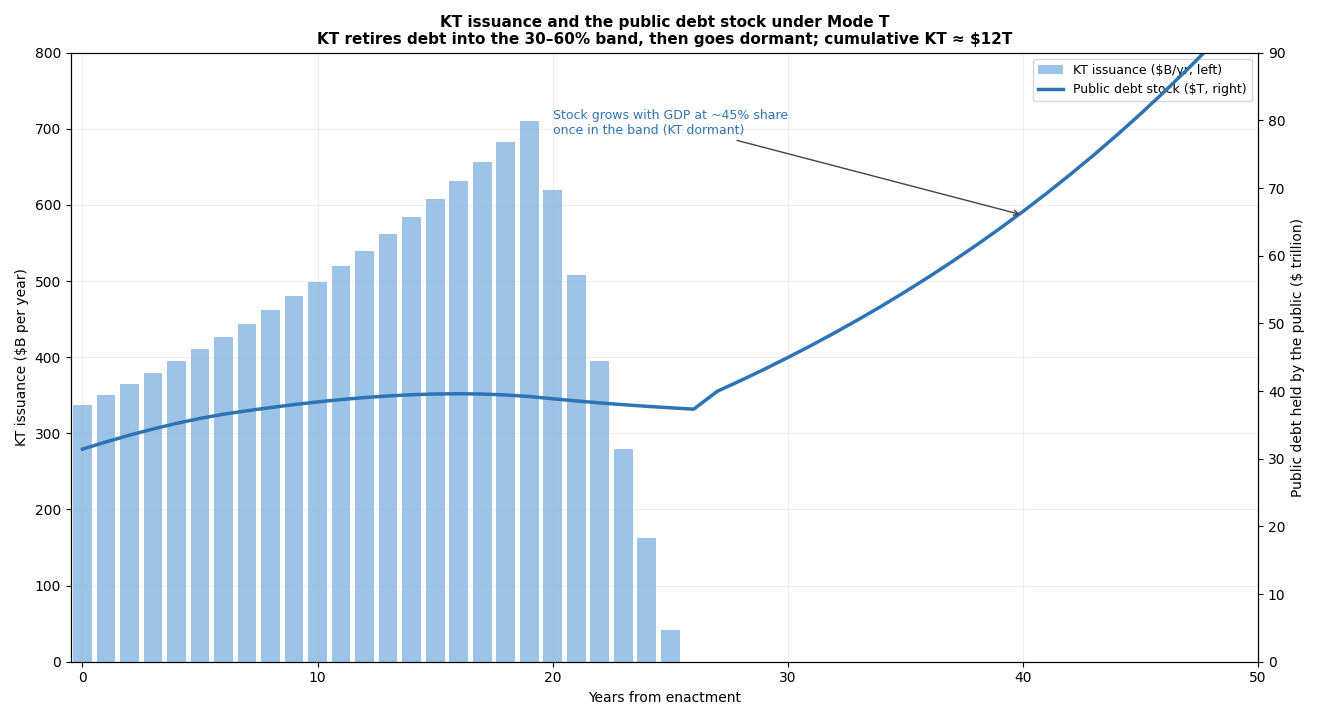 KT issuance and the public debt stock under Mode T
KT retires debt into the 30–60% band, then goes dormant; cumulative KT ≈ $12T
KT issuance ($B/yr, left)
Public debt stock ($T, right)
Stock grows with GDP at ~45% share
once in the band (KT dormant)
KT issuance ($B per year)
800
700
600
500
400
300
200
100
0
90
80
70
60
50
40
30
20
10
0
Public debt held by the public ($ trillion)
0 10 20 30 40 50
Years from enactment